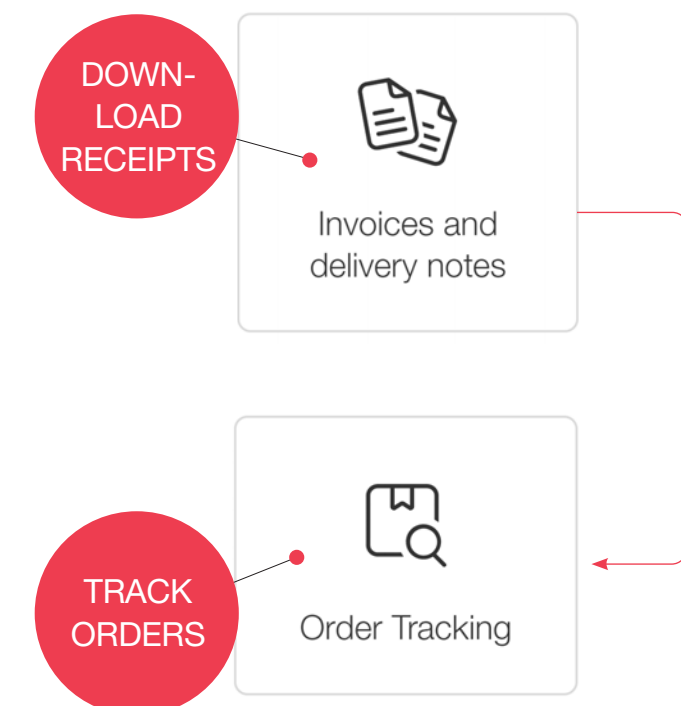 DOWN-
LOAD
RECEIPTS
Invoices and
delivery notes
TRACK
ORDERS
Order Tracking